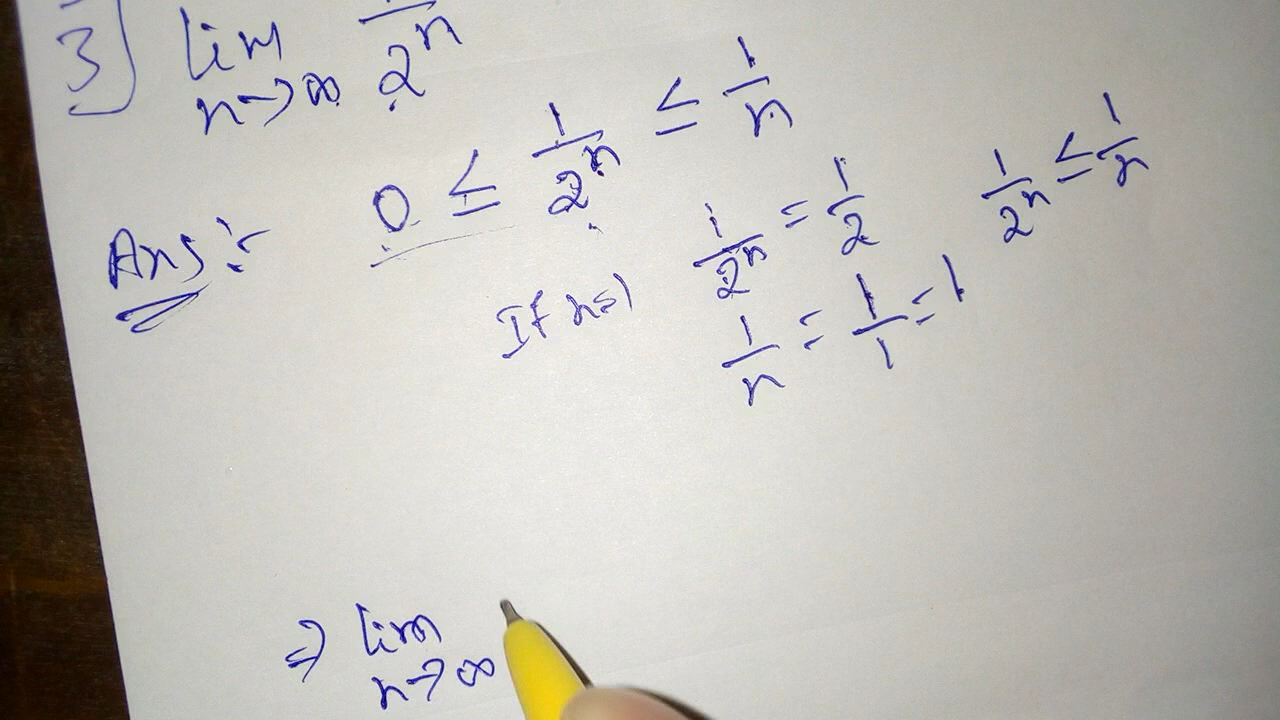 3] lim n→∞ 1/2^n
Ans:- 0 ≤ 1/2^n ≤ 1/n
If n=1 1/2^n = 1/2 1/2^n ≤ 1/n
1/n = 1/1 = 1
⇒ lim n→∞